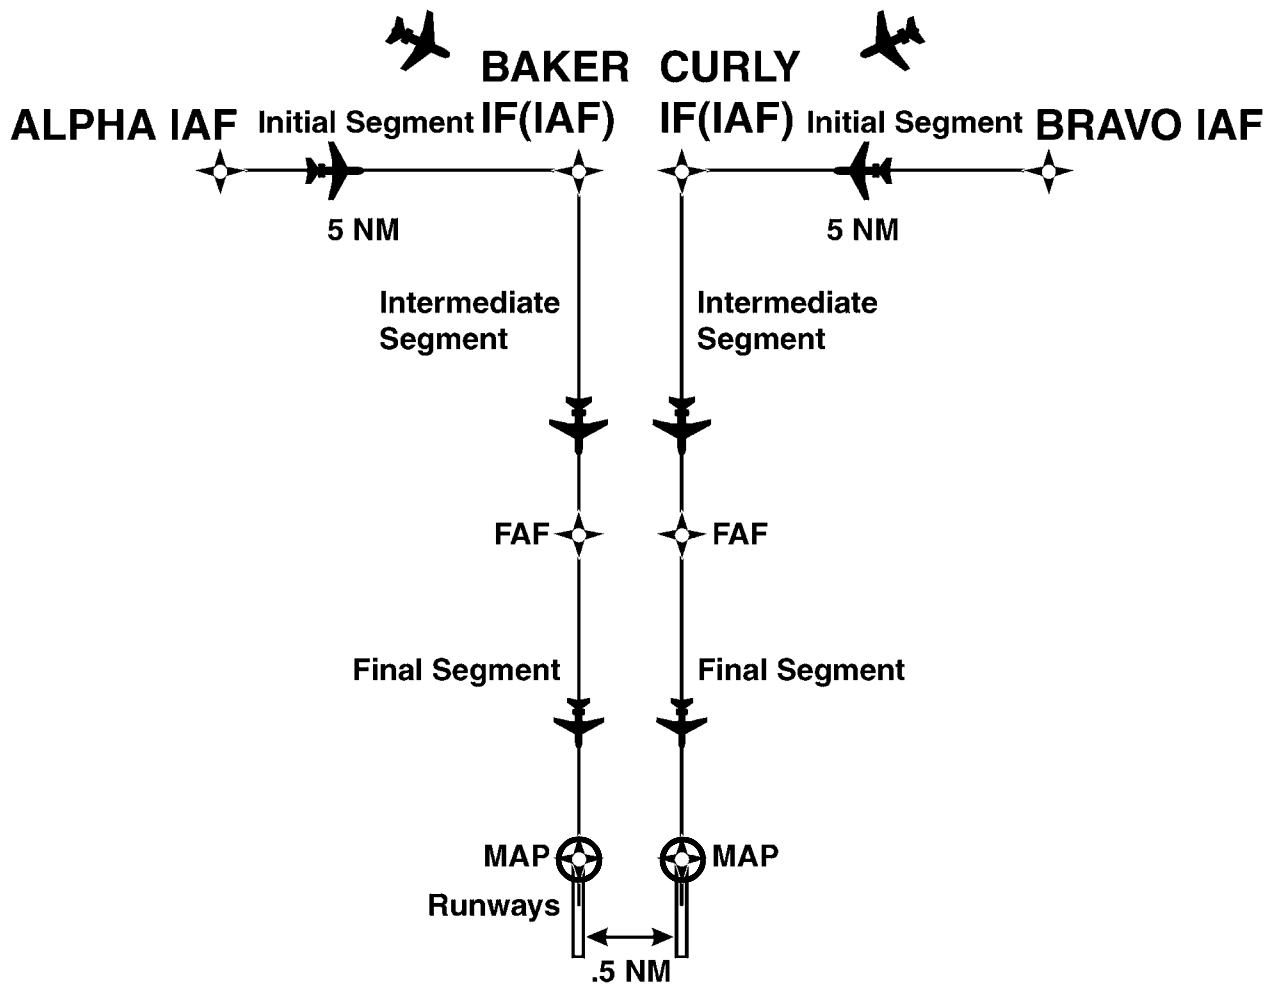 BAKER
IF(IAF)
CURLY
IF(IAF)
ALPHA IAF
Initial Segment
Initial Segment
BRAVO IAF
5 NM
5 NM
Intermediate
Segment
Intermediate
Segment
FAF
FAF
Final Segment
Final Segment
MAP
MAP
Runways
.5 NM